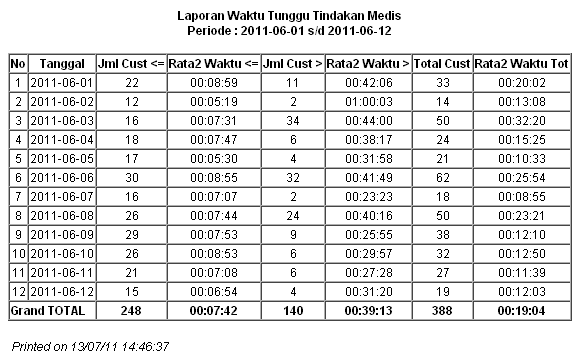 Laporan Waktu Tunggu Tindakan Medis
Periode : 2011-06-01 s/d 2011-06-12
No Tanggal Jml Cust <= Rata2 Waktu <= Jml Cust > Rata2 Waktu > Total Cust Rata2 Waktu Tot
1 2011-06-01 22 00:08:59 11 00:42:06 33 00:20:02
2 2011-06-02 12 00:05:19 2 01:00:03 14 00:13:08
3 2011-06-03 16 00:07:31 34 00:44:00 50 00:32:20
4 2011-06-04 18 00:07:47 6 00:38:17 24 00:15:25
5 2011-06-05 17 00:05:30 4 00:31:58 21 00:10:33
6 2011-06-06 30 00:08:55 32 00:41:49 62 00:25:54
7 2011-06-07 16 00:07:07 2 00:23:23 18 00:08:55
8 2011-06-08 26 00:07:44 24 00:40:16 50 00:23:21
9 2011-06-09 29 00:07:53 9 00:25:55 38 00:12:10
10 2011-06-10 26 00:08:53 6 00:29:57 32 00:12:50
11 2011-06-11 21 00:07:08 6 00:27:28 27 00:11:39
12 2011-06-12 15 00:06:54 4 00:31:20 19 00:12:03
Grand TOTAL 248 00:07:42 140 00:39:13 388 00:19:04
Printed on 13/07/11 14:46:37